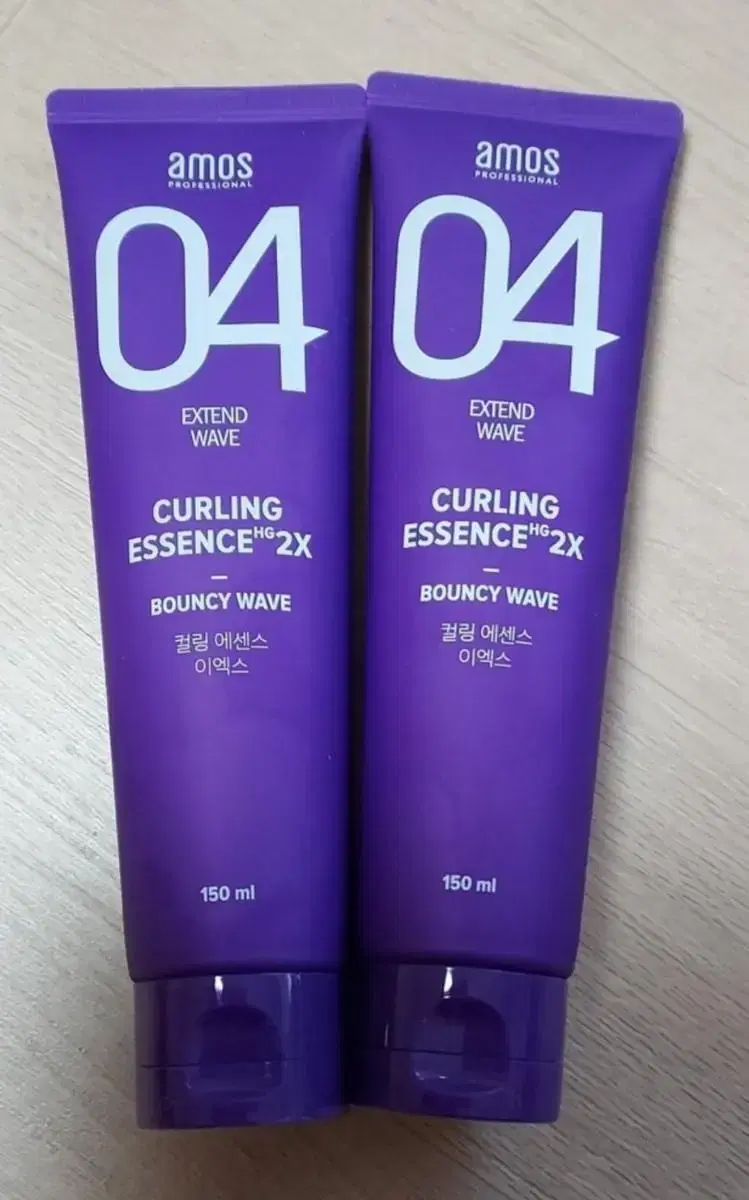 amos
PROFESSIONAL
04
EXTEND
WAVE
CURLING
ESSENCE HG 2X
BOUNCY WAVE
컬링 에센스
이엑스
150 ml
amos
PROFESSIONAL
04
EXTEND
WAVE
CURLING
ESSENCE HG 2X
BOUNCY WAVE
컬링 에센스
이엑스
150 ml